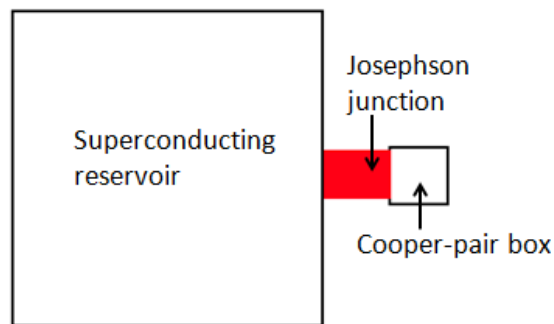 Superconducting
reservoir
Josephson
junction
Cooper-pair box